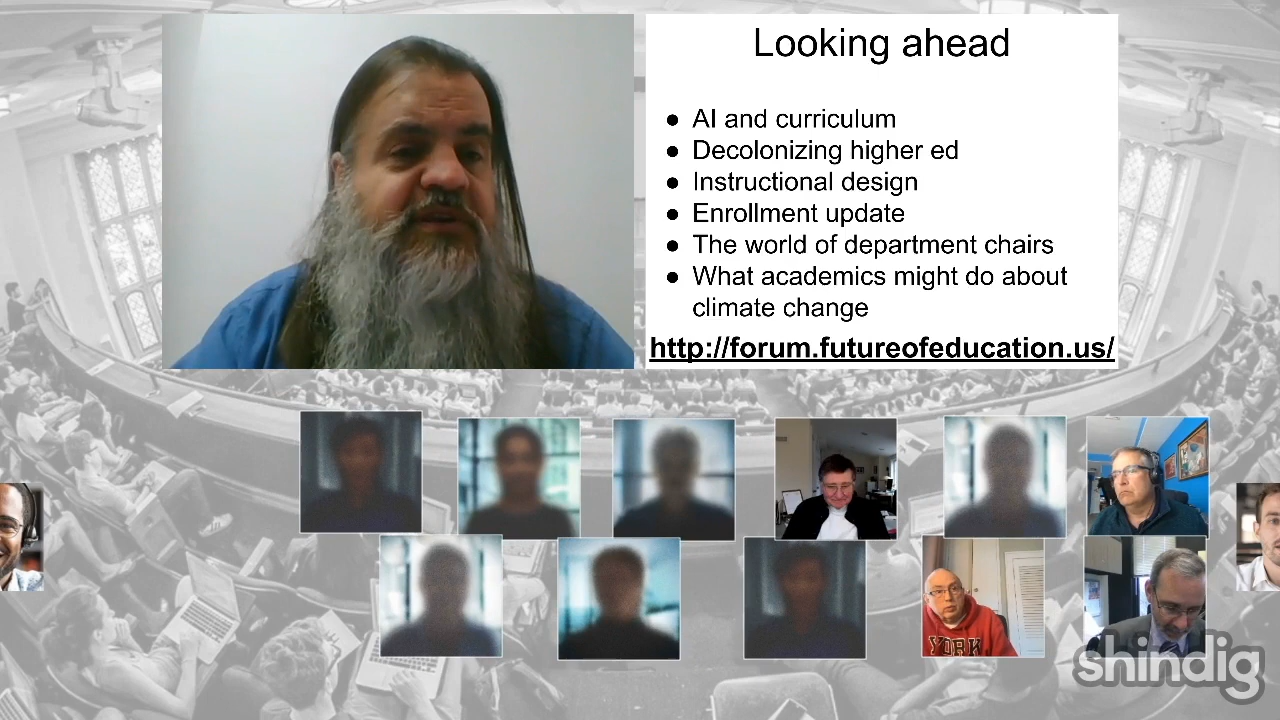 Looking ahead
● AI and curriculum
● Decolonizing higher ed
● Instructional design
● Enrollment update
● The world of department chairs
● What academics might do about
climate change
http://forum.futureofeducation.us/
YORK
shindig